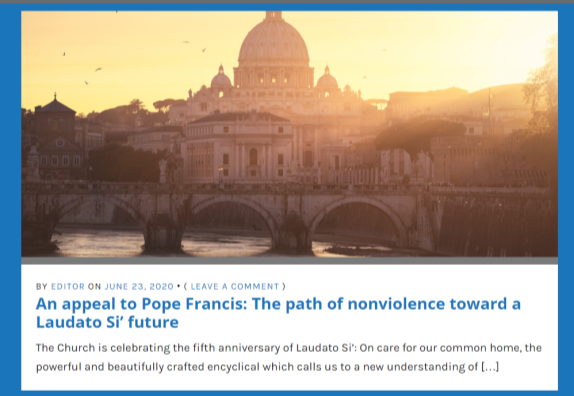 BY EDITOR ON JUNE 23, 2020 • ( LEAVE A COMMENT )
An appeal to Pope Francis: The path of nonviolence toward a
Laudato Si’ future
The Church is celebrating the fifth anniversary of Laudato Si’: On care for our common home, the
powerful and beautifully crafted encyclical which calls us to a new understanding of [...]